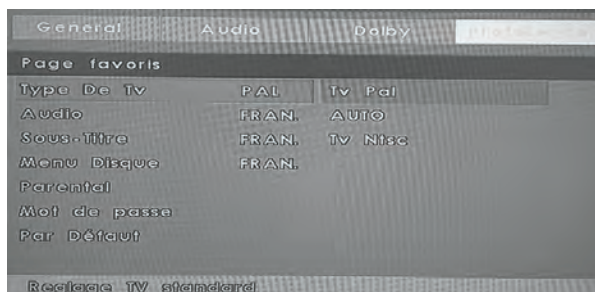 General Audio Dolby
Page favoris
Type De Tv PAL Tv Pal
Audio FRAN. AUTO
Sous-Titre FRAN. Tv Ntsc
Menu Disque FRAN.
Parental
Mot de passe
Par Défaut
Reglage TV standard